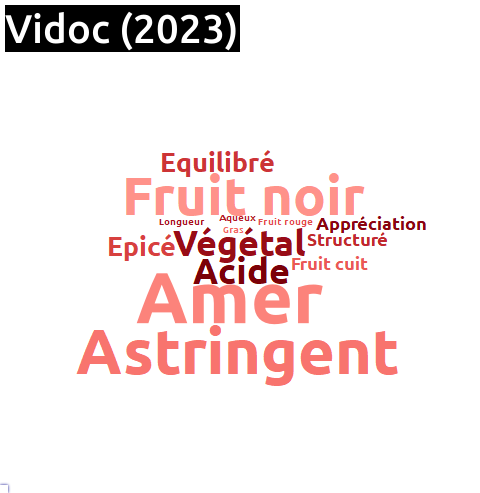 Vidoc (2023)
Equilibré
Fruit noir
Longueur Aqueux Fruit rouge Appréciation
Gras
Epicé Végétal Structuré
Acide Fruit cuit
Amer
Astringent